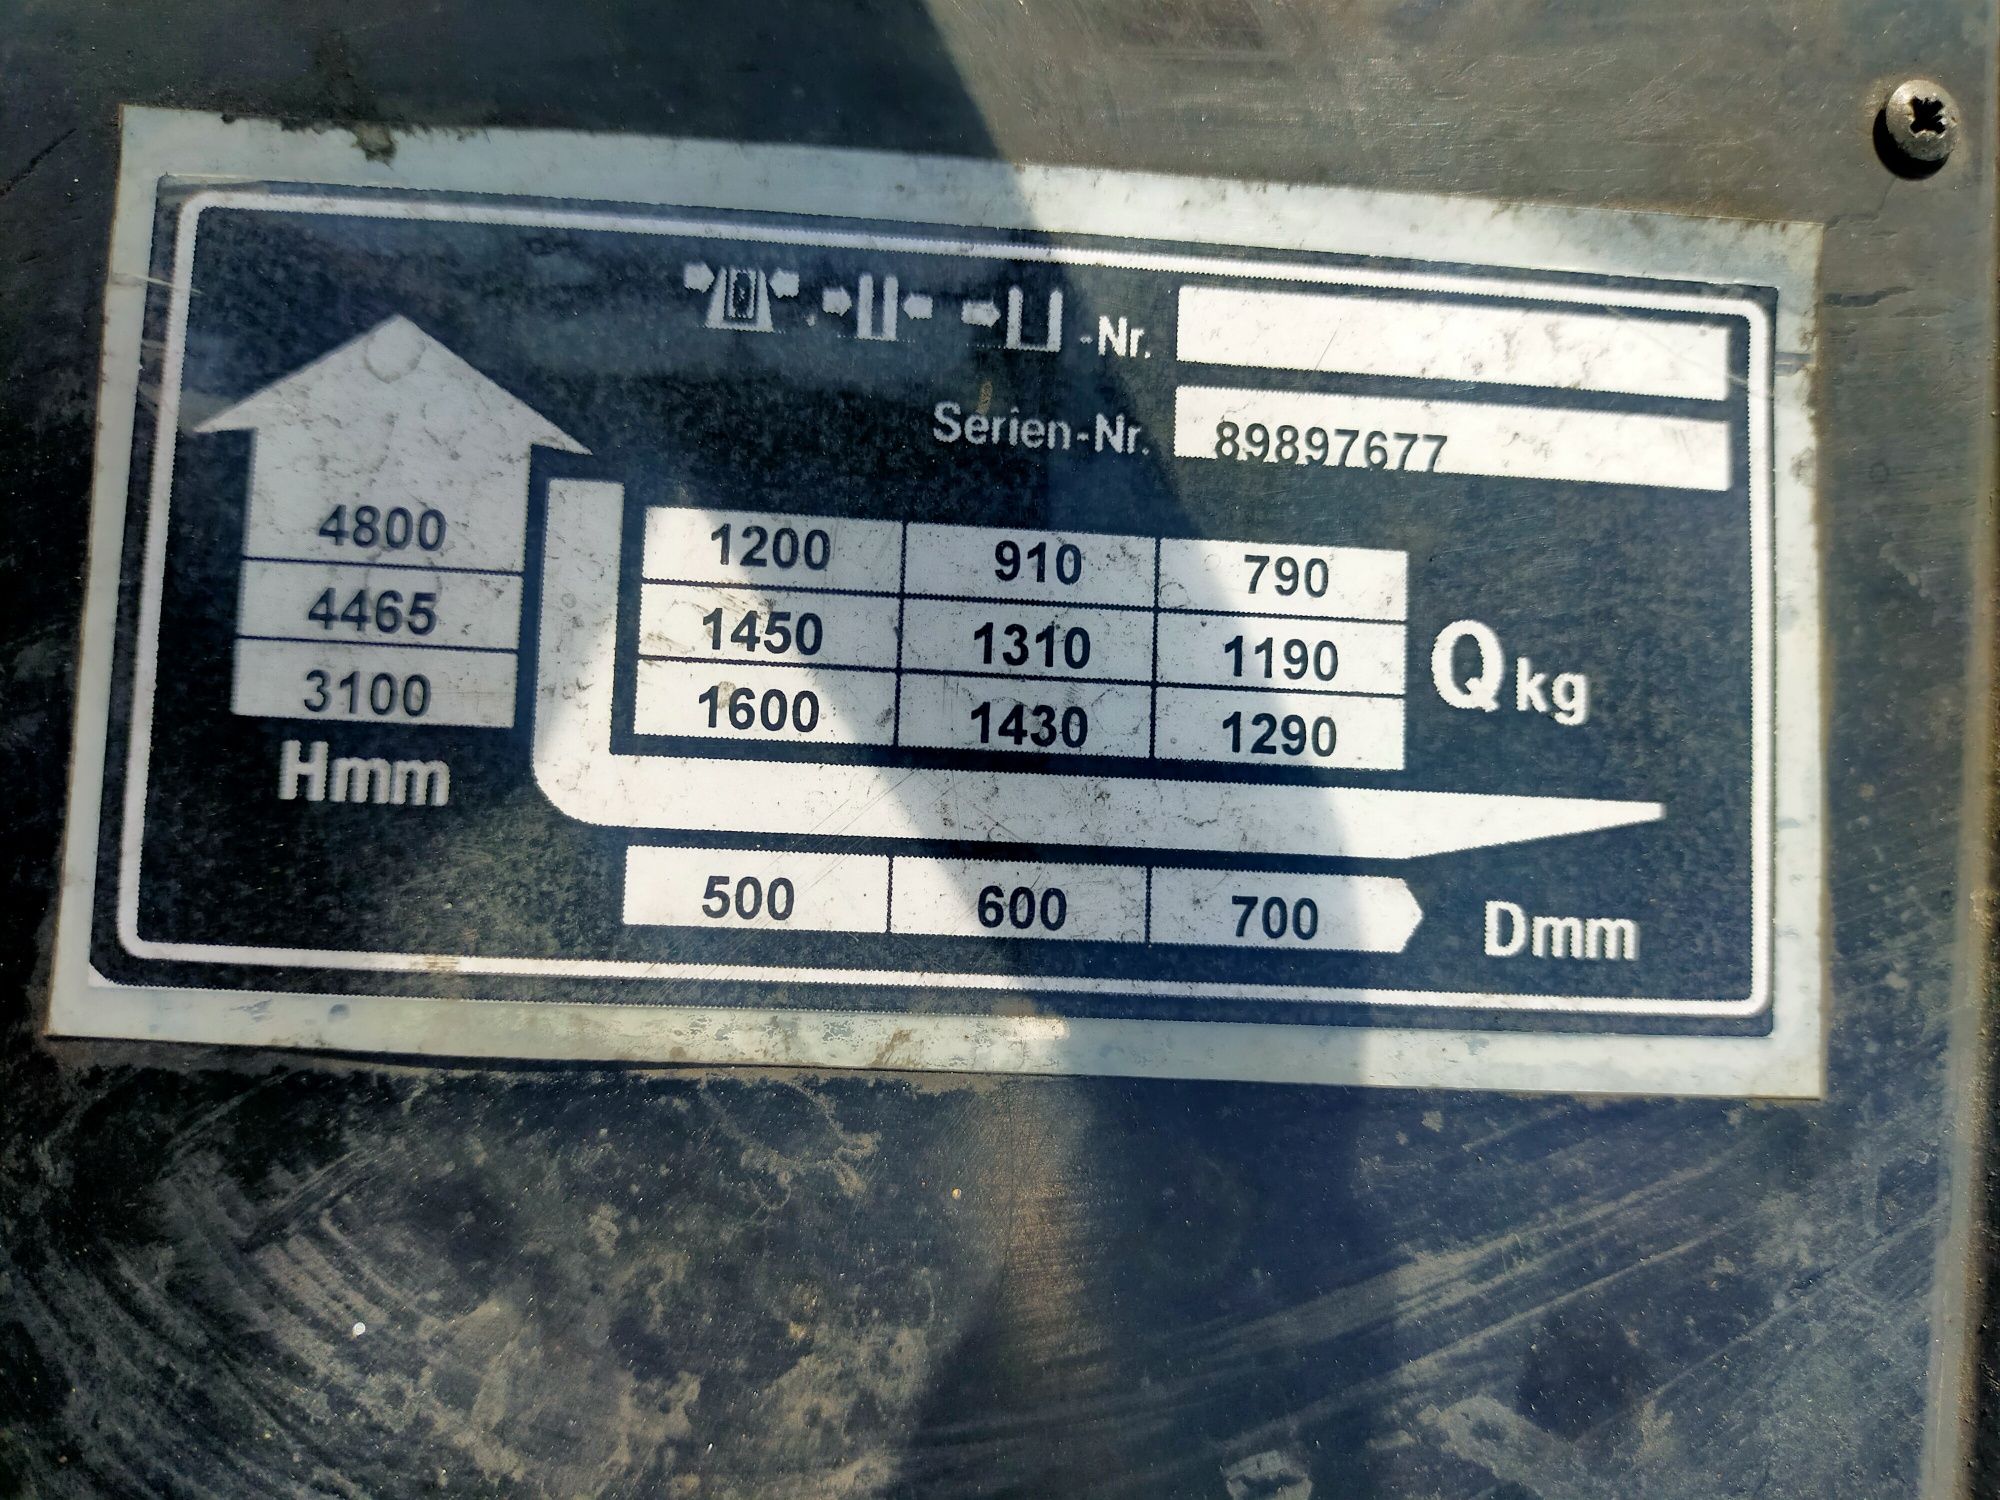 -Nr.
Serien-Nr. 89897677
4800 1200 910 790
4465 1450 1310 1190 Q kg
3100 1600 1430 1290
Hmm
500 600 700 Dmm